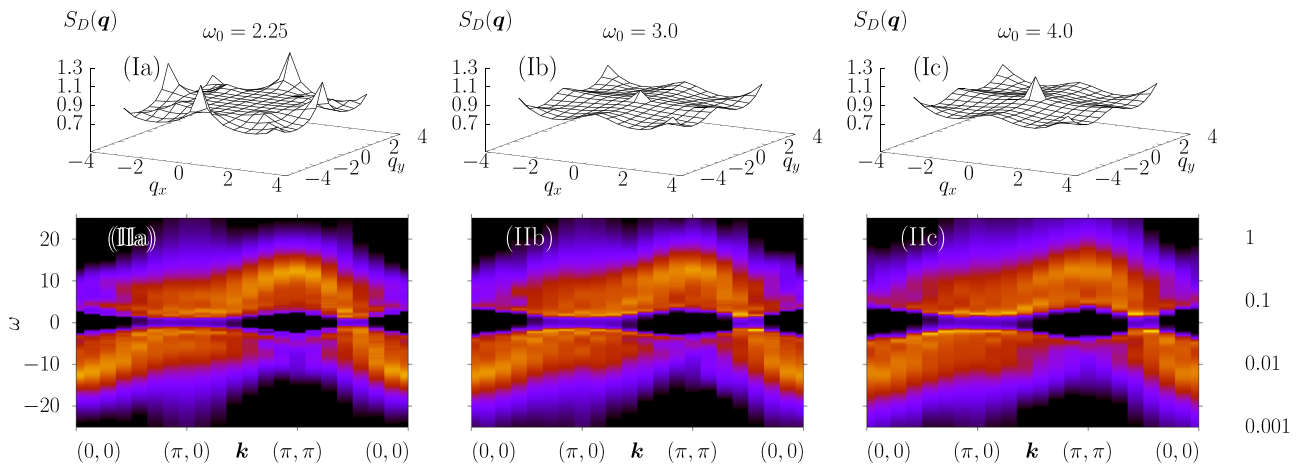 S_D(q) ω₀ = 2.25
(Ia)
1.3
1.1
0.9
0.7
−4 −2 0 2 4
q_x
−4 −2 0 2 4
q_y
S_D(q) ω₀ = 3.0
(Ib)
1.3
1.1
0.9
0.7
−4 −2 0 2 4
q_x
−4 −2 0 2 4
q_y
S_D(q) ω₀ = 4.0
(Ic)
1.3
1.1
0.9
0.7
−4 −2 0 2 4
q_x
−4 −2 0 2 4
q_y
(IIa)
20
10
0
−10
−20
ω
(0, 0) (π, 0) k (π, π) (0, 0)
(IIb)
(0, 0) (π, 0) k (π, π) (0, 0)
(IIc)
(0, 0) (π, 0) k (π, π) (0, 0)
1
0.1
0.01
0.001